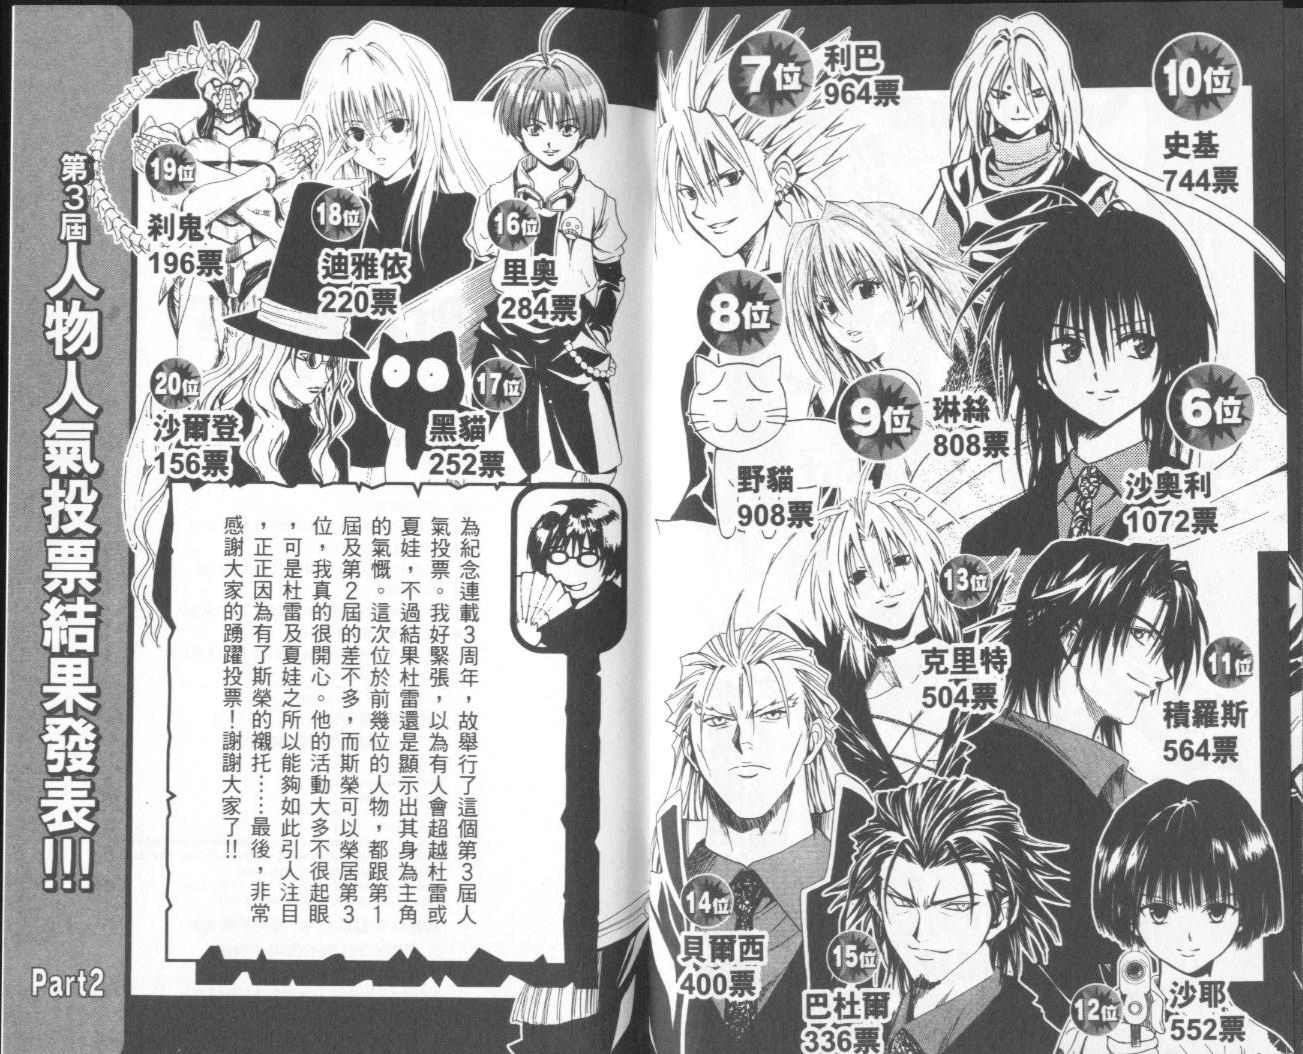 第3屆人物人氣投票結果發表!!!
Part2
6位
沙奧利
1072票
7位
利巴
964票
8位
野貓
908票
9位
琳絲
808票
10位
史基
744票
11位
積羅斯
564票
12位
沙耶
552票
13位
克里特
504票
14位
貝爾西
400票
15位
巴杜爾
336票
16位
里奧
284票
17位
黑貓
252票
18位
迪雅依
220票
19位
剎鬼
196票
20位
沙爾登
156票
為紀念連載3周年，故舉行了這個第3屆人
氣投票。我好緊張，以為有人會超越杜雷或
夏娃，不過結果杜雷還是顯示出其身為主角
的氣慨。這次位於前幾位的人物，都跟第1
屆及第2屆的差不多，而斯榮可以榮居第3
位，我真的很開心。他的活動大多不很起眼
，可是杜雷及夏娃之所以能夠如此引人注目
，正正因為有了斯榮的襯托……最後，非常
感謝大家的踴躍投票！謝謝大家了!!